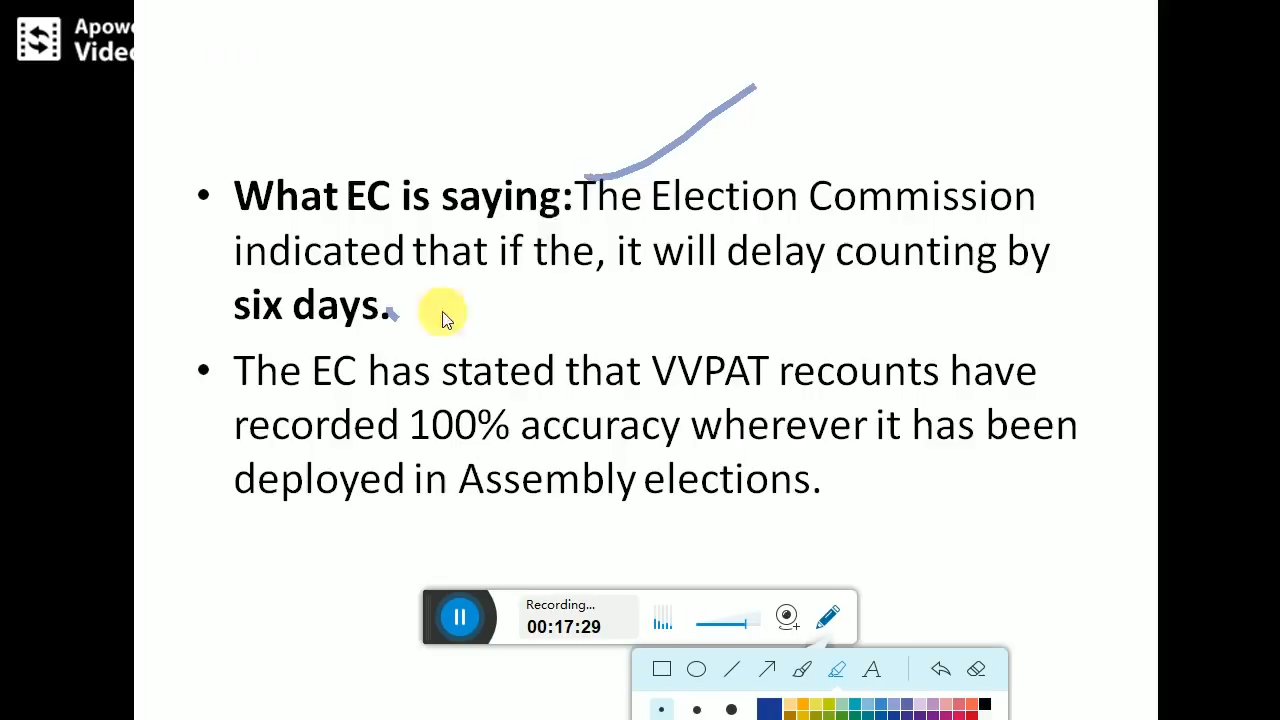 Apowe
Video
• What EC is saying:The Election Commission
indicated that if the, it will delay counting by
six days.
• The EC has stated that VVPAT recounts have
recorded 100% accuracy wherever it has been
deployed in Assembly elections.
Recording...
00:17:29
A